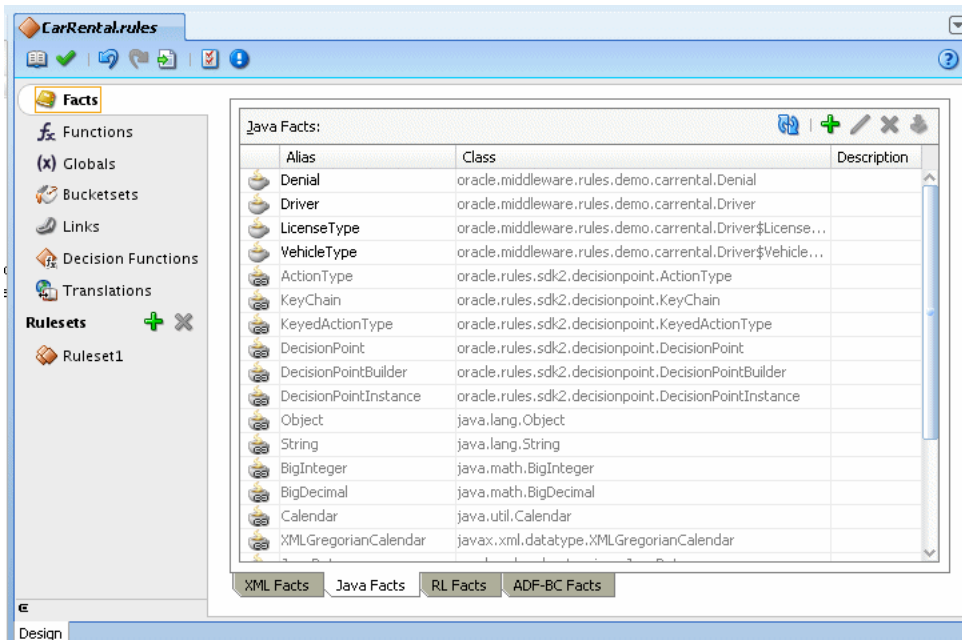 CarRental.rules
Facts
Functions
Globals
Bucketsets
Links
Decision Functions
Translations
Rulesets
Ruleset1
Java Facts:
Alias Class Description
Denial oracle.middleware.rules.demo.carrental.Denial
Driver oracle.middleware.rules.demo.carrental.Driver
LicenseType oracle.middleware.rules.demo.carrental.Driver$License...
VehicleType oracle.middleware.rules.demo.carrental.Driver$Vehicle...
ActionType oracle.rules.sdk2.decisionpoint.ActionType
KeyChain oracle.rules.sdk2.decisionpoint.KeyChain
KeyedActionType oracle.rules.sdk2.decisionpoint.KeyedActionType
DecisionPoint oracle.rules.sdk2.decisionpoint.DecisionPoint
DecisionPointBuilder oracle.rules.sdk2.decisionpoint.DecisionPointBuilder
DecisionPointInstance oracle.rules.sdk2.decisionpoint.DecisionPointInstance
Object java.lang.Object
String java.lang.String
BigInteger java.math.BigInteger
BigDecimal java.math.BigDecimal
Calendar java.util.Calendar
XMLGregorianCalendar javax.xml.datatype.XMLGregorianCalendar
XML Facts Java Facts RL Facts ADF-BC Facts
Design